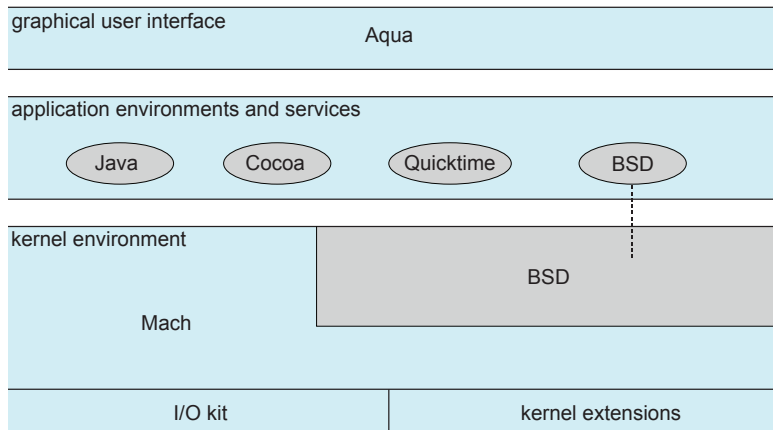 graphical user interface
Aqua
application environments and services
Java
Cocoa
Quicktime
BSD
kernel environment
BSD
Mach
I/O kit
kernel extensions